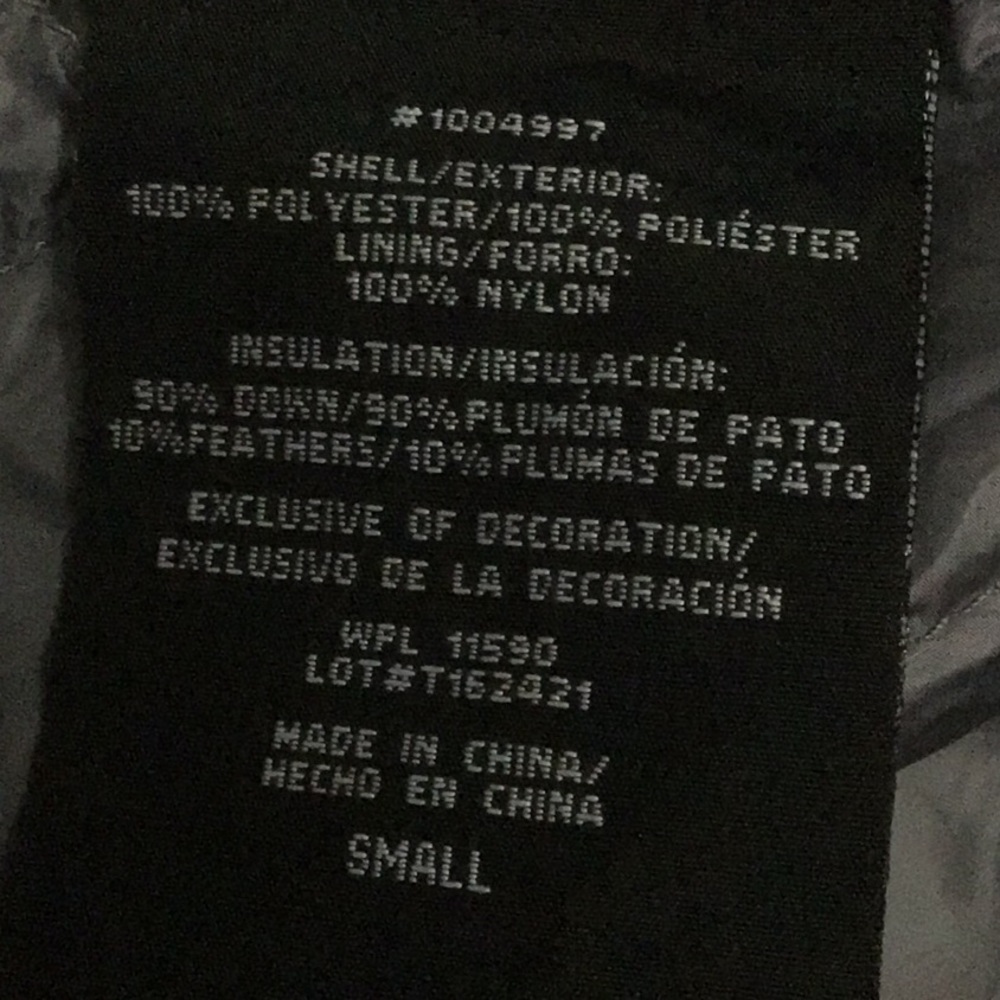 #1004997
SHELL/EXTERIOR:
100% POLYESTER/100% POLIÉSTER
LINING/FORRO:
100% NYLON
INSULATION/INSULACIÓN:
90% DOWN/90% PLUMÓN DE PATO
10% FEATHERS/10% PLUMAS DE PATO
EXCLUSIVE OF DECORATION/
EXCLUSIVO DE LA DECORACIÓN
WPL 11590
LOT#T162421
MADE IN CHINA/
HECHO EN CHINA
SMALL